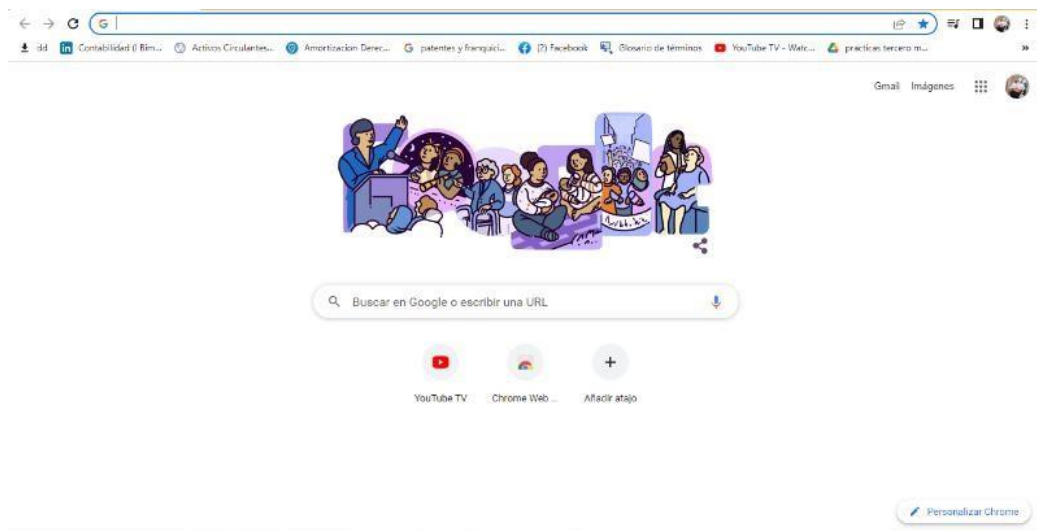 dd Contabilidad (I Bim... Activos Circulantes... Amortizacion Derec... patentes y franquici... (2) Facebook Glosario de términos YouTube TV - Watc... practicas tercero m... »
Gmail Imágenes
Buscar en Google o escribir una URL
YouTube TV Chrome Web ... Añadir atajo
Personalizar Chrome